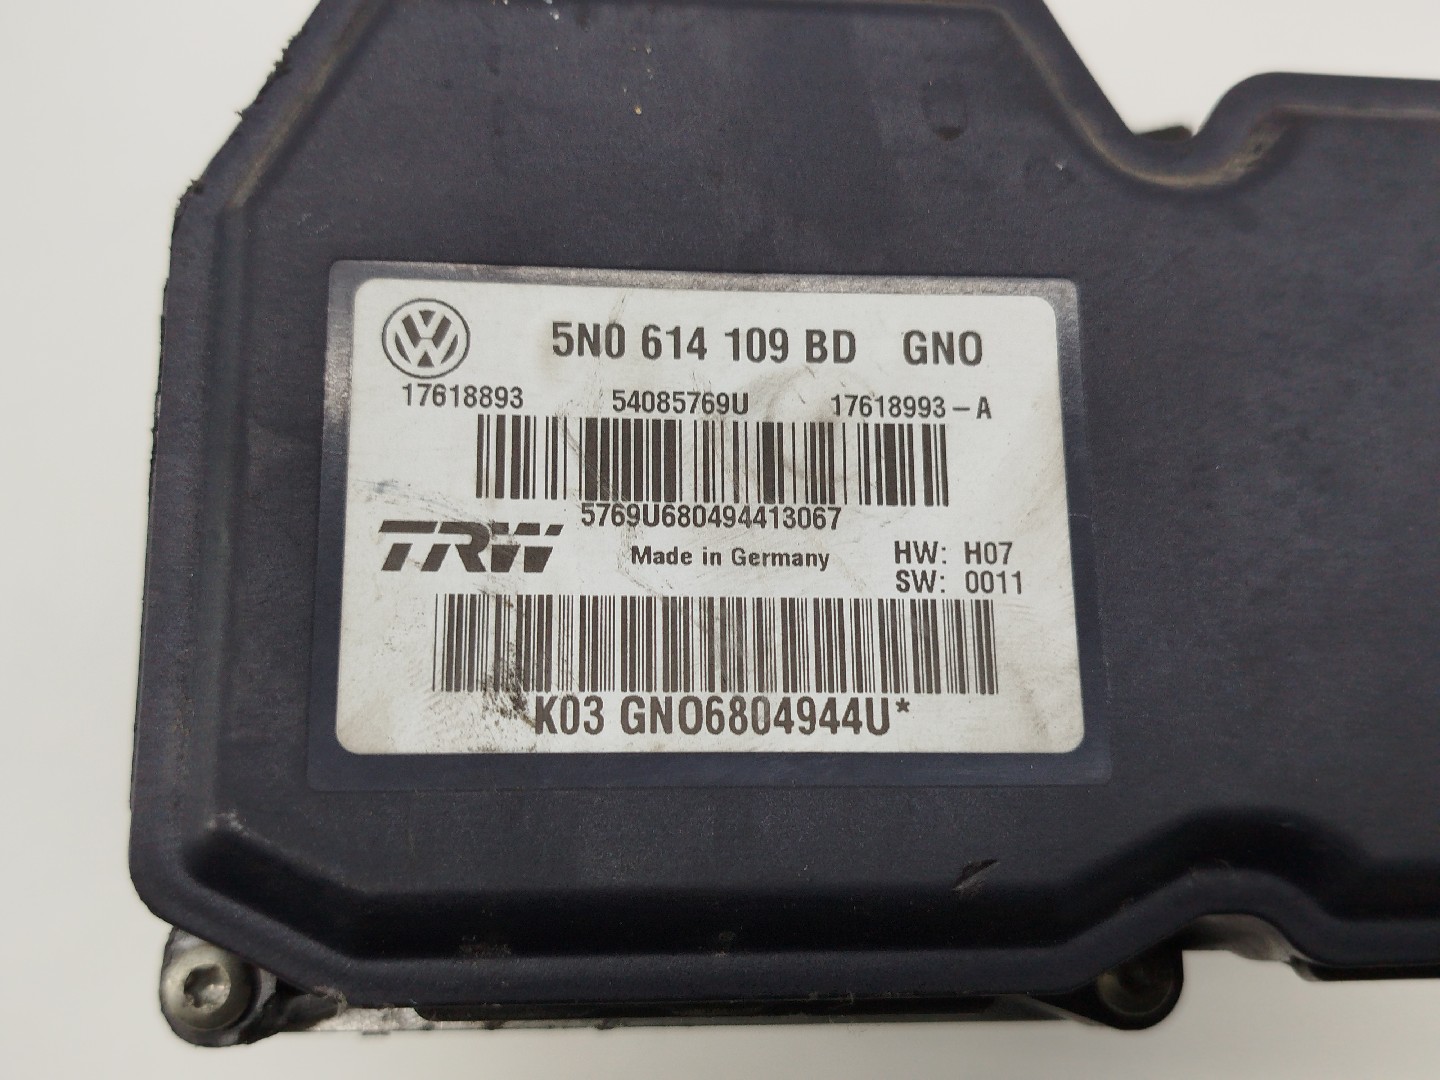 5N0 614 109 BD GNO
17618893 54085769U 17618993-A
5769U680494413067
TRW Made in Germany HW: H07
SW: 0011
*K03 GNO6804944U*